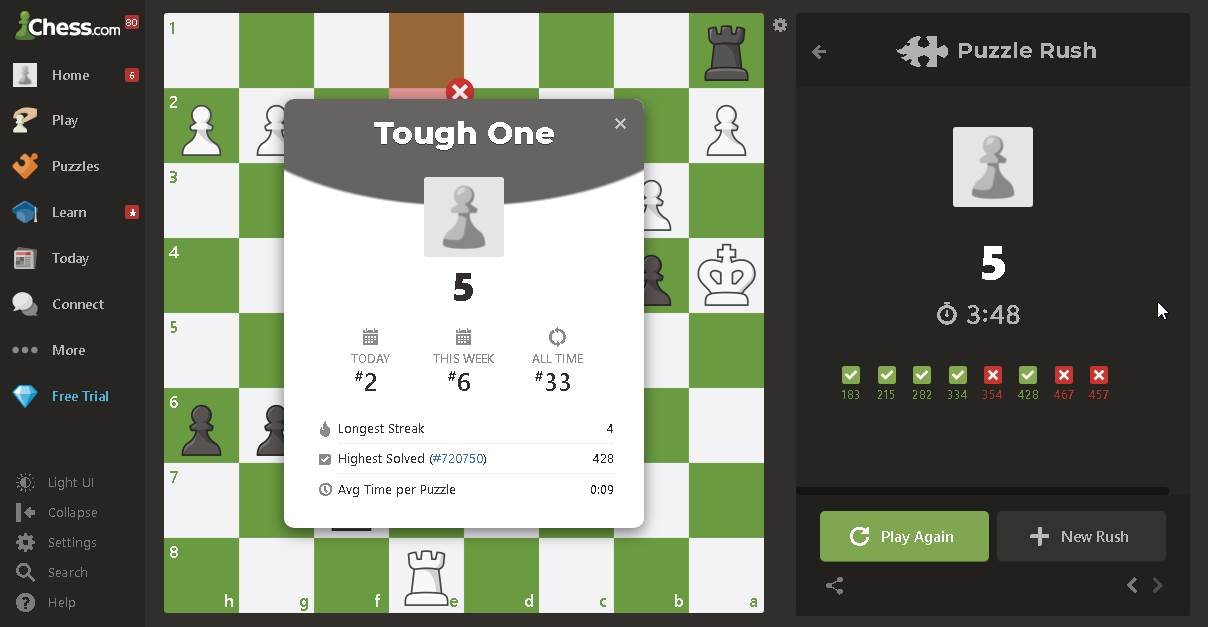 Chess.com 80
Home 6
Play
Puzzles
Learn
Today
Connect
More
Free Trial
Light UI
Collapse
Settings
Search
Help
1
2
3
4
5
6
7
8
h g f e d c b a
Tough One
5
TODAY THIS WEEK ALL TIME
#2 #6 #33
Longest Streak 4
Highest Solved (#720750) 428
Avg Time per Puzzle 0:09
Puzzle Rush
5
3:48
183 215 282 334 354 428 467 457
Play Again New Rush